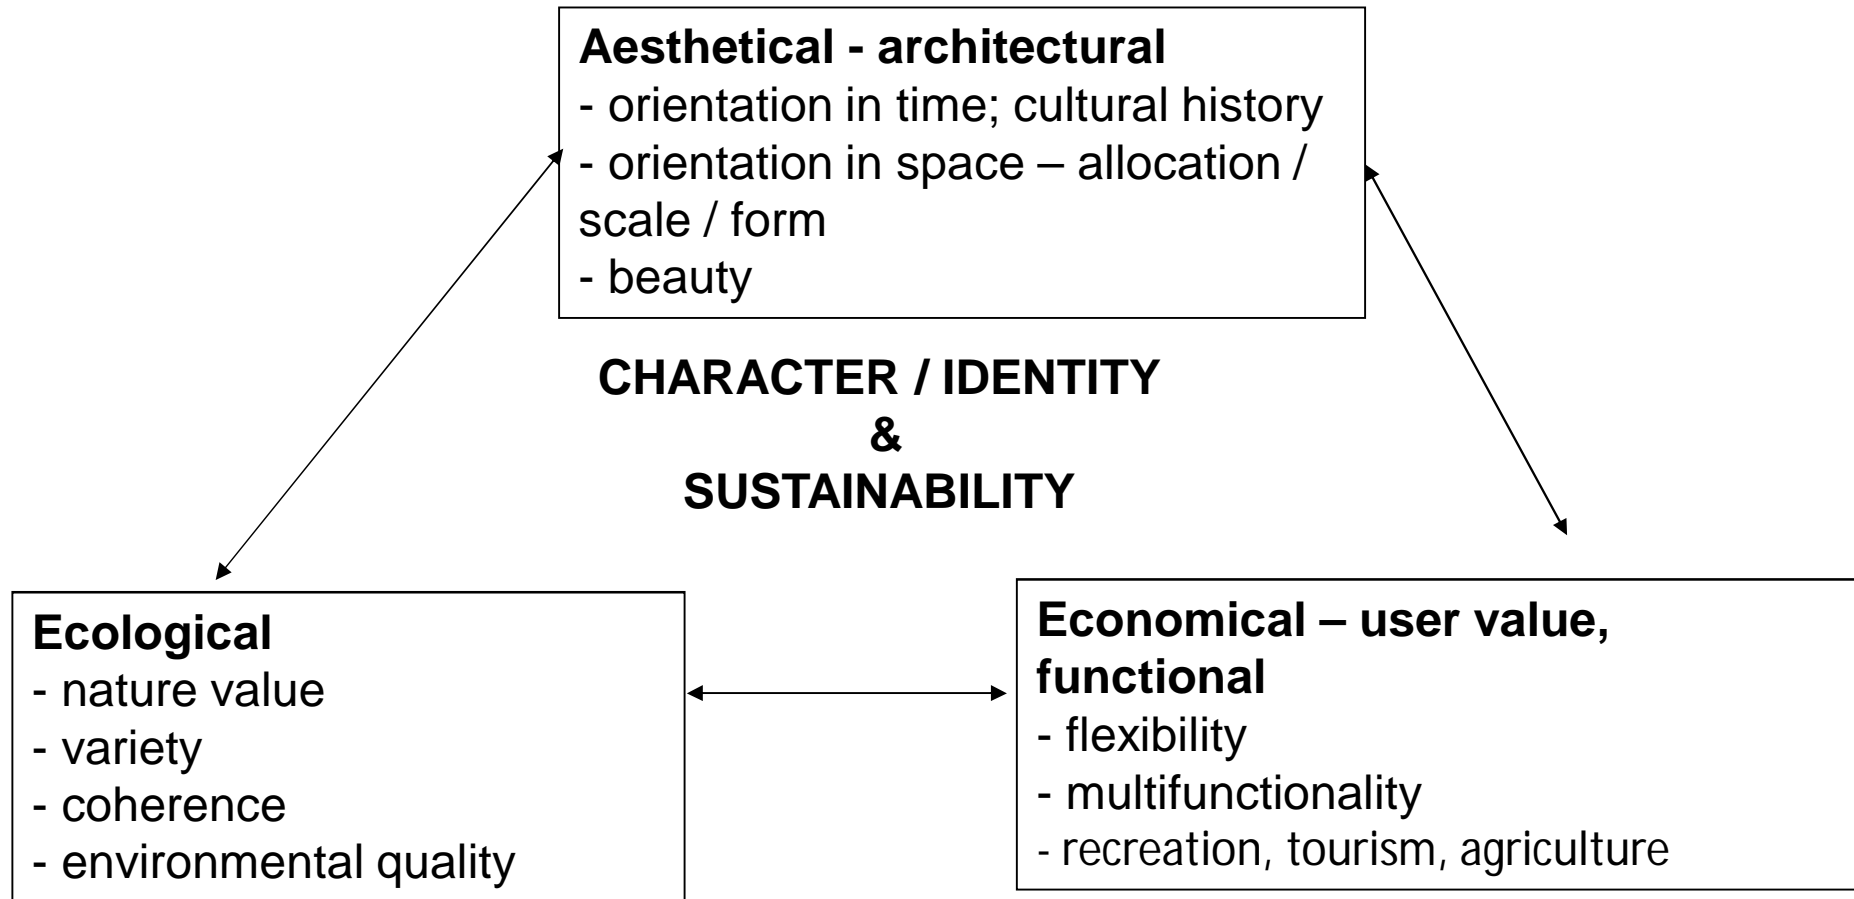 Aesthetical - architectural
- orientation in time; cultural history
- orientation in space – allocation /
scale / form
- beauty
CHARACTER / IDENTITY
&
SUSTAINABILITY
Ecological
- nature value
- variety
- coherence
- environmental quality
Economical – user value,
functional
- flexibility
- multifunctionality
- recreation, tourism, agriculture